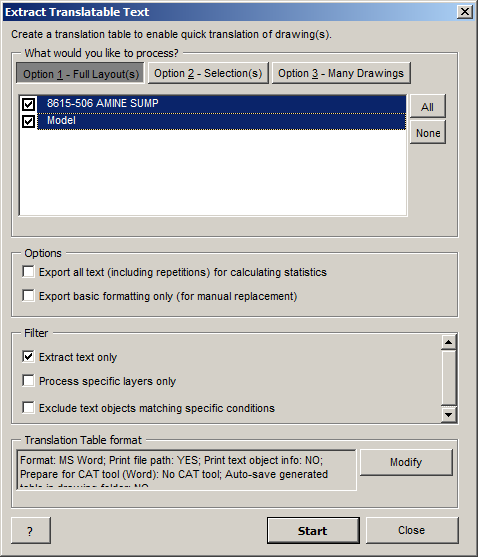 Extract Translatable Text
Create a translation table to enable quick translation of drawing(s).
What would you like to process?
Option 1 - Full Layout(s)
Option 2 - Selection(s)
Option 3 - Many Drawings
8615-506 AMINE SUMP
Model
All
None
Options
Export all text (including repetitions) for calculating statistics
Export basic formatting only (for manual replacement)
Filter
Extract text only
Process specific layers only
Exclude text objects matching specific conditions
Translation Table format
Format: MS Word; Print file path: YES; Print text object info: NO;
Prepare for CAT tool (Word): No CAT tool; Auto-save generated
table in drawing folder: NO
Modify
?
Start
Close